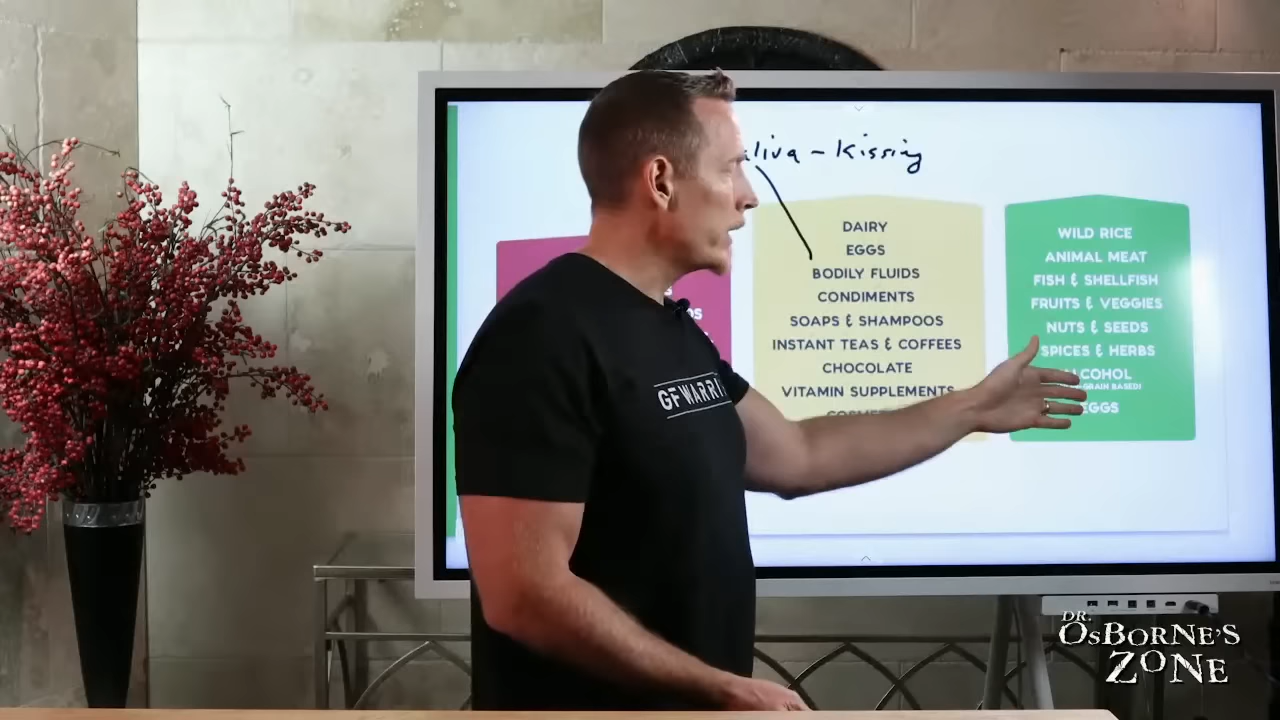 - Kissing
DAIRY
EGGS
BODILY FLUIDS
CONDIMENTS
SOAPS & SHAMPOOS
INSTANT TEAS & COFFEES
CHOCOLATE
VITAMIN SUPPLEMENTS
WILD RICE
ANIMAL MEAT
FISH & SHELLFISH
FRUITS & VEGGIES
NUTS & SEEDS
SPICES & HERBS
EGGS
GF WARRI
DR.
OSBORNE'S
ZONE